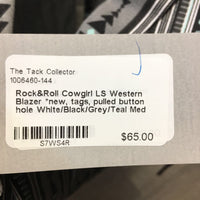 The Tack Collector
1006460-144
Rock&Roll Cowgirl LS Western
Blazer *new, tags, pulled button
hole White/Black/Grey/Teal Med
$65.00
S7WS4R